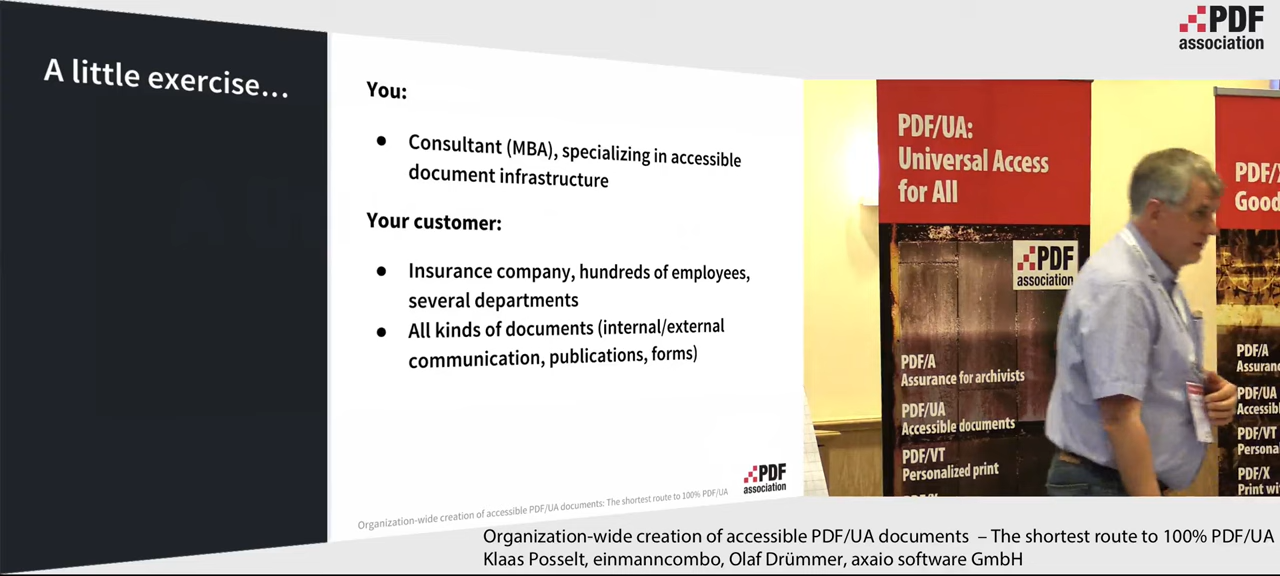 A little exercise...
You:
● Consultant (MBA), specializing in accessible
document infrastructure
Your customer:
● Insurance company, hundreds of employees,
several departments
● All kinds of documents (internal/external
communication, publications, forms)
PDF
association
Organization-wide creation of accessible PDF/UA documents: The shortest route to 100% PDF/UA
PDF
association
PDF/UA:
Universal Access
for All
PDF
association
PDF/A
Assurance for archivists
PDF/UA
Accessible documents
PDF/VT
Personalized print
Good
PDF/A
PDF/UA
PDF/VT
PDF/X
Organization-wide creation of accessible PDF/UA documents – The shortest route to 100% PDF/UA
Klaas Posselt, einmanncombo, Olaf Drümmer, axaio software GmbH